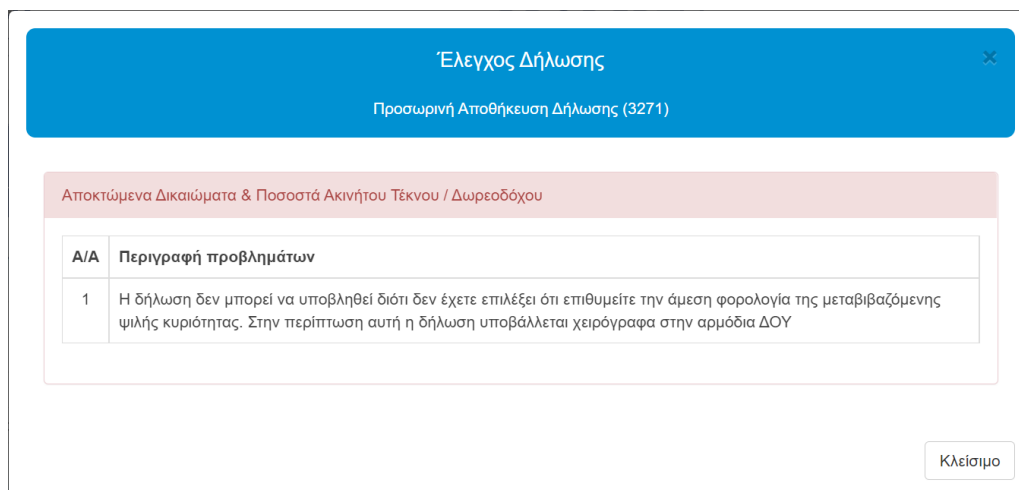 Έλεγχος Δήλωσης
×
Προσωρινή Αποθήκευση Δήλωσης (3271)
Αποκτώμενα Δικαιώματα & Ποσοστά Ακινήτου Τέκνου / Δωρεοδόχου
Α/Α Περιγραφή προβλημάτων
1 Η δήλωση δεν μπορεί να υποβληθεί διότι δεν έχετε επιλέξει ότι επιθυμείτε την άμεση φορολογία της μεταβιβαζόμενης
ψιλής κυριότητας. Στην περίπτωση αυτή η δήλωση υποβάλλεται χειρόγραφα στην αρμόδια ΔΟΥ
Κλείσιμο